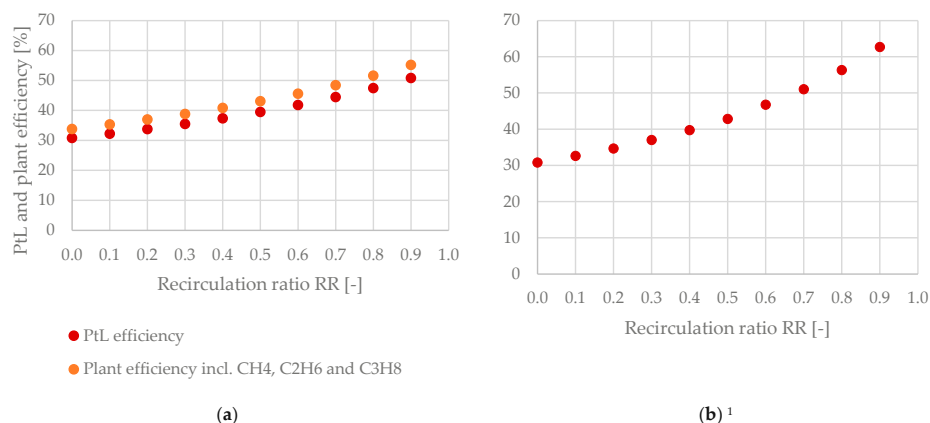 PtL and plant efficiency [%]
70
60
50
40
30
20
10
0
0.0 0.1 0.2 0.3 0.4 0.5 0.6 0.7 0.8 0.9 1.0
Recirculation ratio RR [-]
PtL efficiency
Plant efficiency incl. CH4, C2H6 and C3H8
(a)
70
60
50
40
30
20
10
0
0.0 0.1 0.2 0.3 0.4 0.5 0.6 0.7 0.8 0.9 1.0
Recirculation ratio RR [-]
(b) ¹